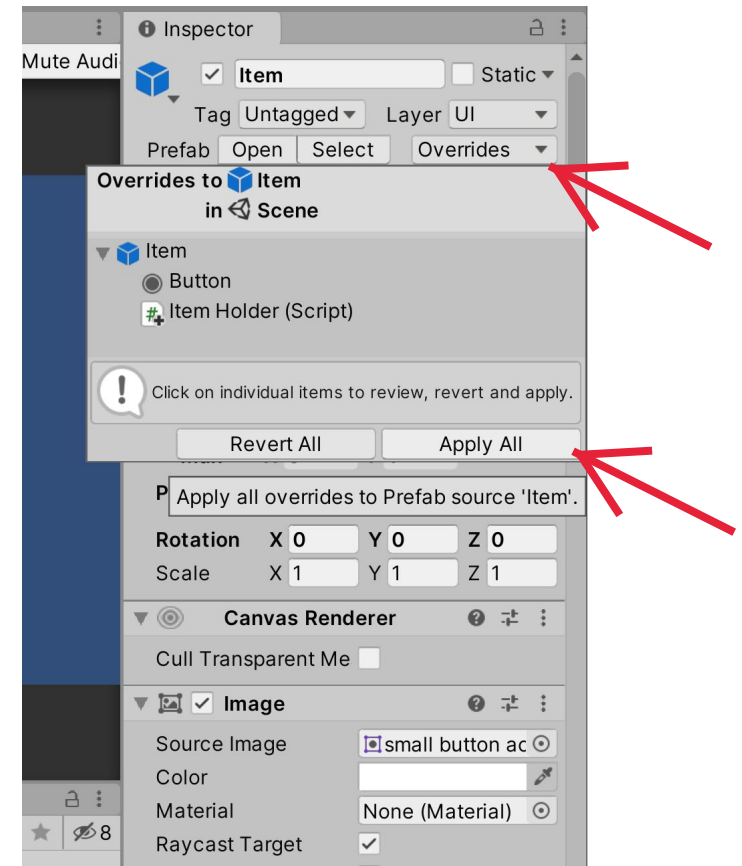 Inspector
Mute Audi
Item
Static
Tag Untagged Layer UI
Prefab Open Select Overrides
Overrides to Item
in Scene
Item
Button
Item Holder (Script)
Click on individual items to review, revert and apply.
Revert All Apply All
P
Apply all overrides to Prefab source 'Item'.
Rotation X 0 Y 0 Z 0
Scale X 1 Y 1 Z 1
Canvas Renderer
Cull Transparent Me
Image
Source Image small button ac
Color
Material None (Material)
8
Raycast Target